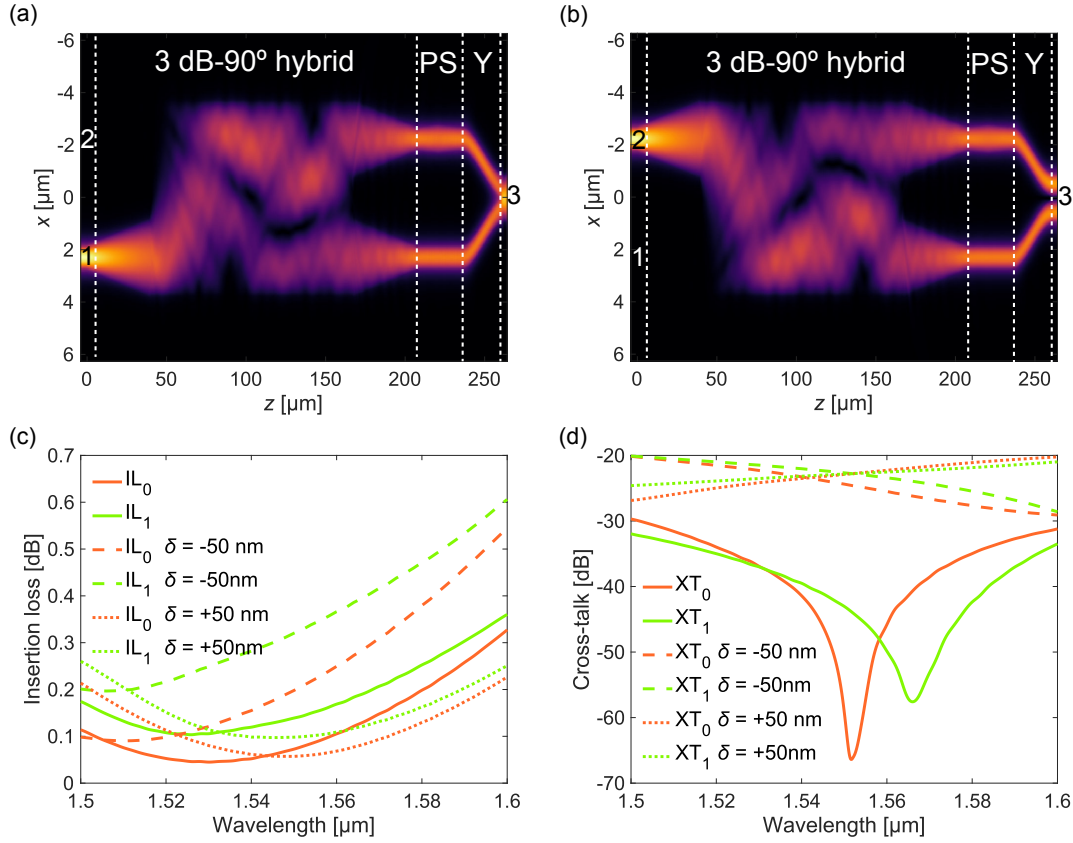 (a)
3 dB-90º hybrid
PS
Y
2
1
3
-6
-4
-2
0
2
4
6
x [µm]
0
50
100
150
200
250
z [µm]
(b)
3 dB-90º hybrid
PS
Y
2
1
3
-6
-4
-2
0
2
4
6
x [µm]
0
50
100
150
200
250
z [µm]
(c)
0.7
0.6
0.5
0.4
0.3
0.2
0.1
0
Insertion loss [dB]
IL0
IL1
IL0 δ = -50 nm
IL1 δ = -50nm
IL0 δ = +50 nm
IL1 δ = +50nm
1.5
1.52
1.54
1.56
1.58
1.6
Wavelength [µm]
(d)
-20
-30
-40
-50
-60
-70
Cross-talk [dB]
XT0
XT1
XT0 δ = -50 nm
XT1 δ = -50nm
XT0 δ = +50 nm
XT1 δ = +50nm
1.5
1.52
1.54
1.56
1.58
1.6
Wavelength [µm]